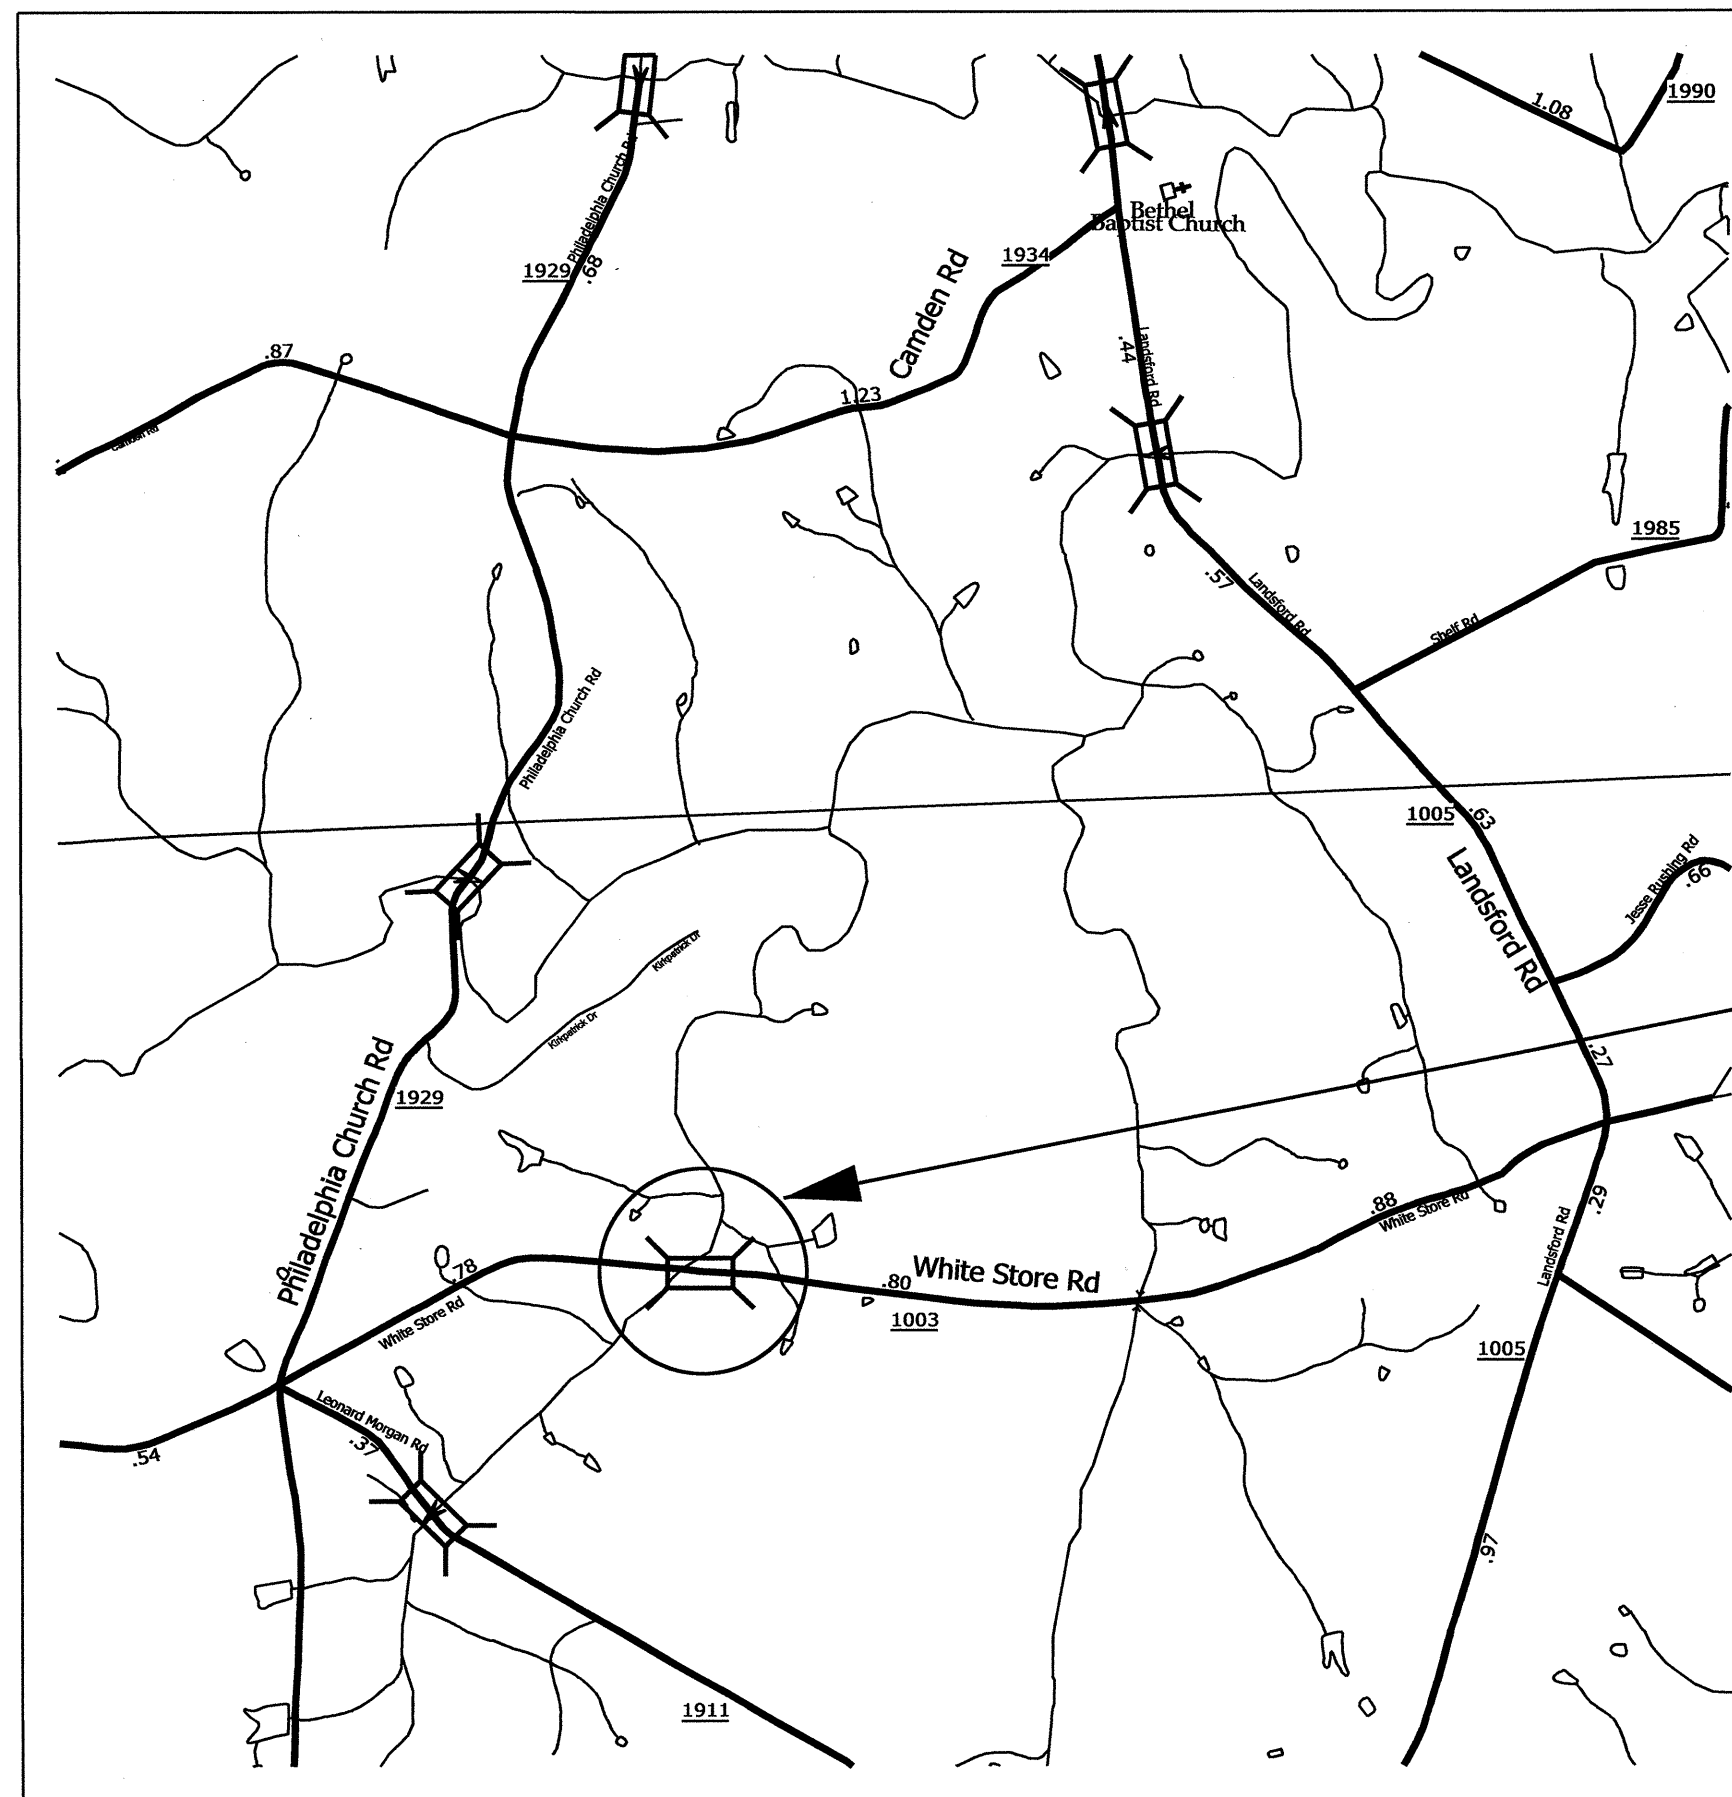 1.08
1990
Philadelphia Church Rd
Bethel
Baptist Church
1929
.68
Camden Rd
1934
.87
.44
Landsford Rd
1.23
Camden Rd
1985
.57
Landsford Rd
Shelf Rd
Philadelphia Church Rd
1005
.63
Landsford Rd
Jesse Rushing Rd
.66
Kirkpatrick Dr
Kirkpatrick Dr
.27
Philadelphia Church Rd
1929
.88
White Store Rd
.29
Landsford Rd
.78
White Store Rd
.80
White Store Rd
1003
1005
Leonard Morgan Rd
.37
.54
.97
1911